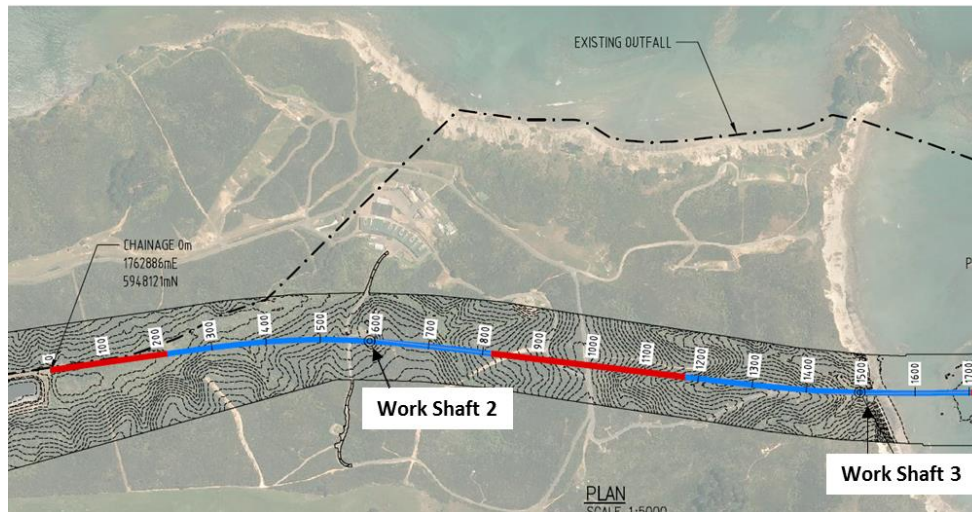 EXISTING OUTFALL
CHAINAGE 0m
1762886mE
5948121mN
P
0
100
200
300
400
500
600
700
800
900
1000
1100
1200
1300
1400
1500
1600
1700
Work Shaft 2
Work Shaft 3
PLAN
SCALE 1:5000